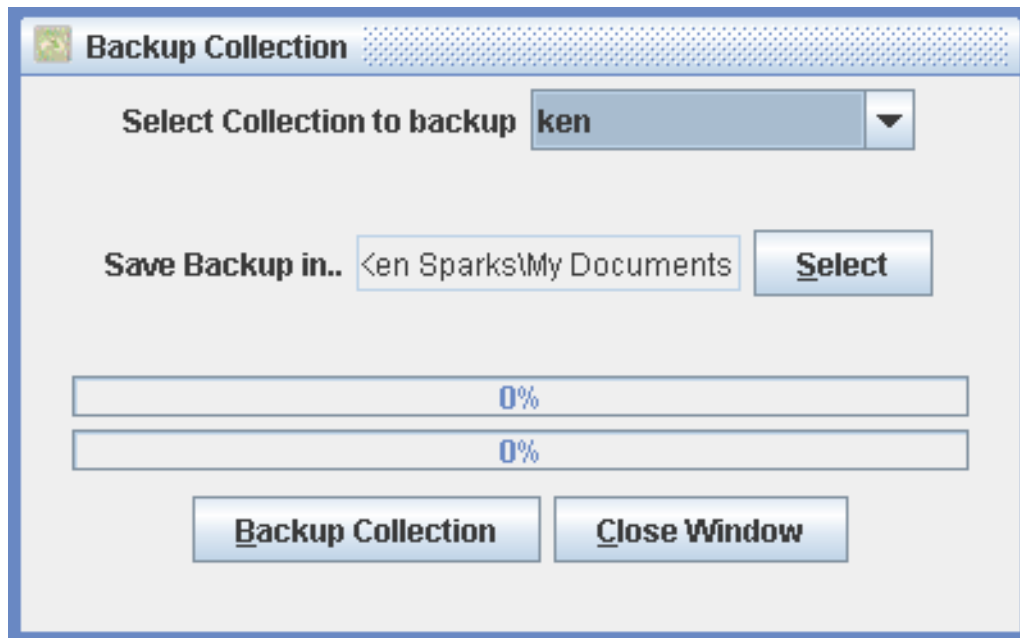 Backup Collection
Select Collection to backup ken
Save Backup in.. Ken Sparks\My Documents Select
0%
0%
Backup Collection Close Window